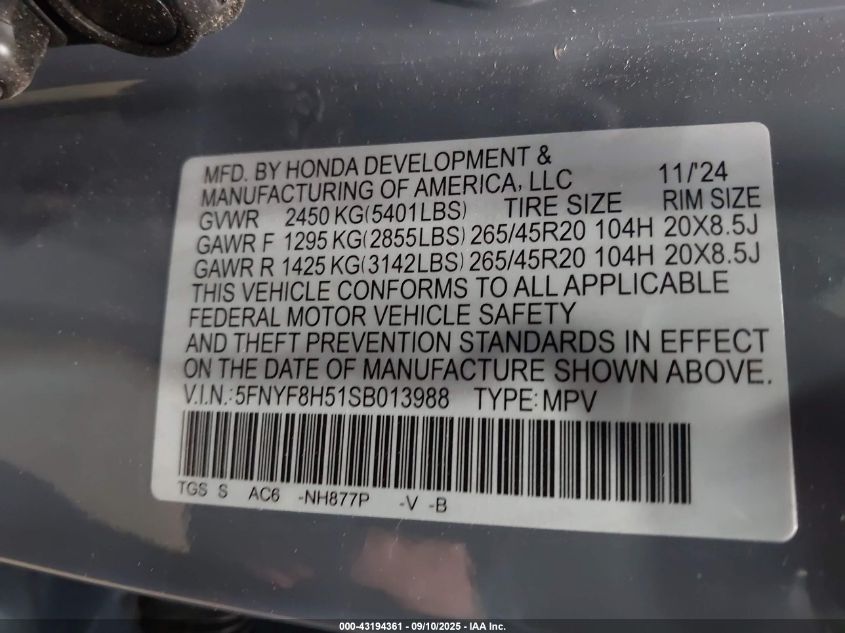 MFD. BY HONDA DEVELOPMENT &
MANUFACTURING OF AMERICA, LLC 11/'24
GVWR 2450 KG(5401LBS) TIRE SIZE RIM SIZE
GAWR F 1295 KG(2855LBS) 265/45R20 104H 20X8.5J
GAWR R 1425 KG(3142LBS) 265/45R20 104H 20X8.5J
THIS VEHICLE CONFORMS TO ALL APPLICABLE
FEDERAL MOTOR VEHICLE SAFETY
AND THEFT PREVENTION STANDARDS IN EFFECT
ON THE DATE OF MANUFACTURE SHOWN ABOVE.
V.I.N.: 5FNYF8H51SB013988 TYPE: MPV
TGS S AC6 -NH877P -V -B
000-43194361 - 09/10/2025 - IAA Inc.